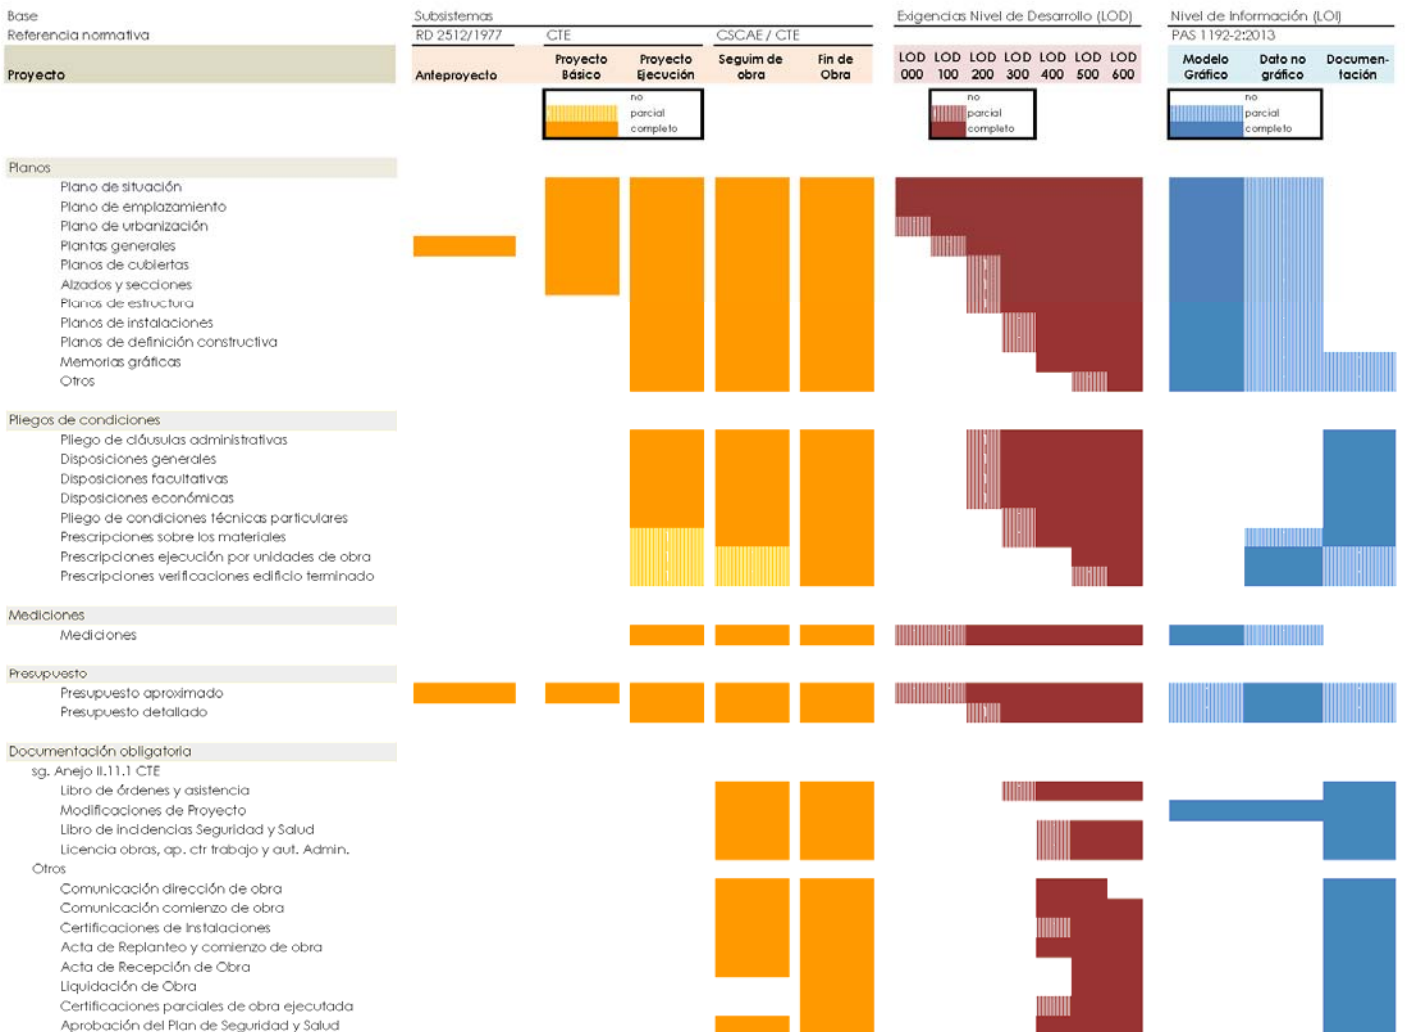 Base Subsistemas Exigencias Nivel de Desarrollo (LOD) Nivel de Información (LOI)
Referencia normativa RD 2512/1977 CTE CSCAE / CTE PAS 1192-2:2013
Proyecto Anteproyecto Proyecto Básico Proyecto Ejecución Seguim de obra Fin de Obra LOD 000 LOD 100 LOD 200 LOD 300 LOD 400 LOD 500 LOD 600 Modelo Gráfico Dato no gráfico Documen-tación
no no no
parcial parcial parcial
completo completo completo
Planos
Plano de situación
Plano de emplazamiento
Plano de urbanización
Plantas generales
Planos de cubiertas
Alzados y secciones
Planos de estructura
Planos de instalaciones
Planos de definición constructiva
Memorias gráficas
Otros
Pliegos de condiciones
Pliego de cláusulas administrativas
Disposiciones generales
Disposiciones facultativas
Disposiciones económicas
Pliego de condiciones técnicas particulares
Prescripciones sobre los materiales
Prescripciones ejecución por unidades de obra
Prescripciones verificaciones edificio terminado
Mediciones
Mediciones
Presupuesto
Presupuesto aproximado
Presupuesto detallado
Documentación obligatoria
sg. Anejo II.11.1 CTE
Libro de órdenes y asistencia
Modificaciones de Proyecto
Libro de incidencias Seguridad y Salud
Licencia obras, ap. ctr trabajo y aut. Admin.
Otros
Comunicación dirección de obra
Comunicación comienzo de obra
Certificaciones de Instalaciones
Acta de Replanteo y comienzo de obra
Acta de Recepción de Obra
Liquidación de Obra
Certificaciones parciales de obra ejecutada
Aprobación del Plan de Seguridad y Salud